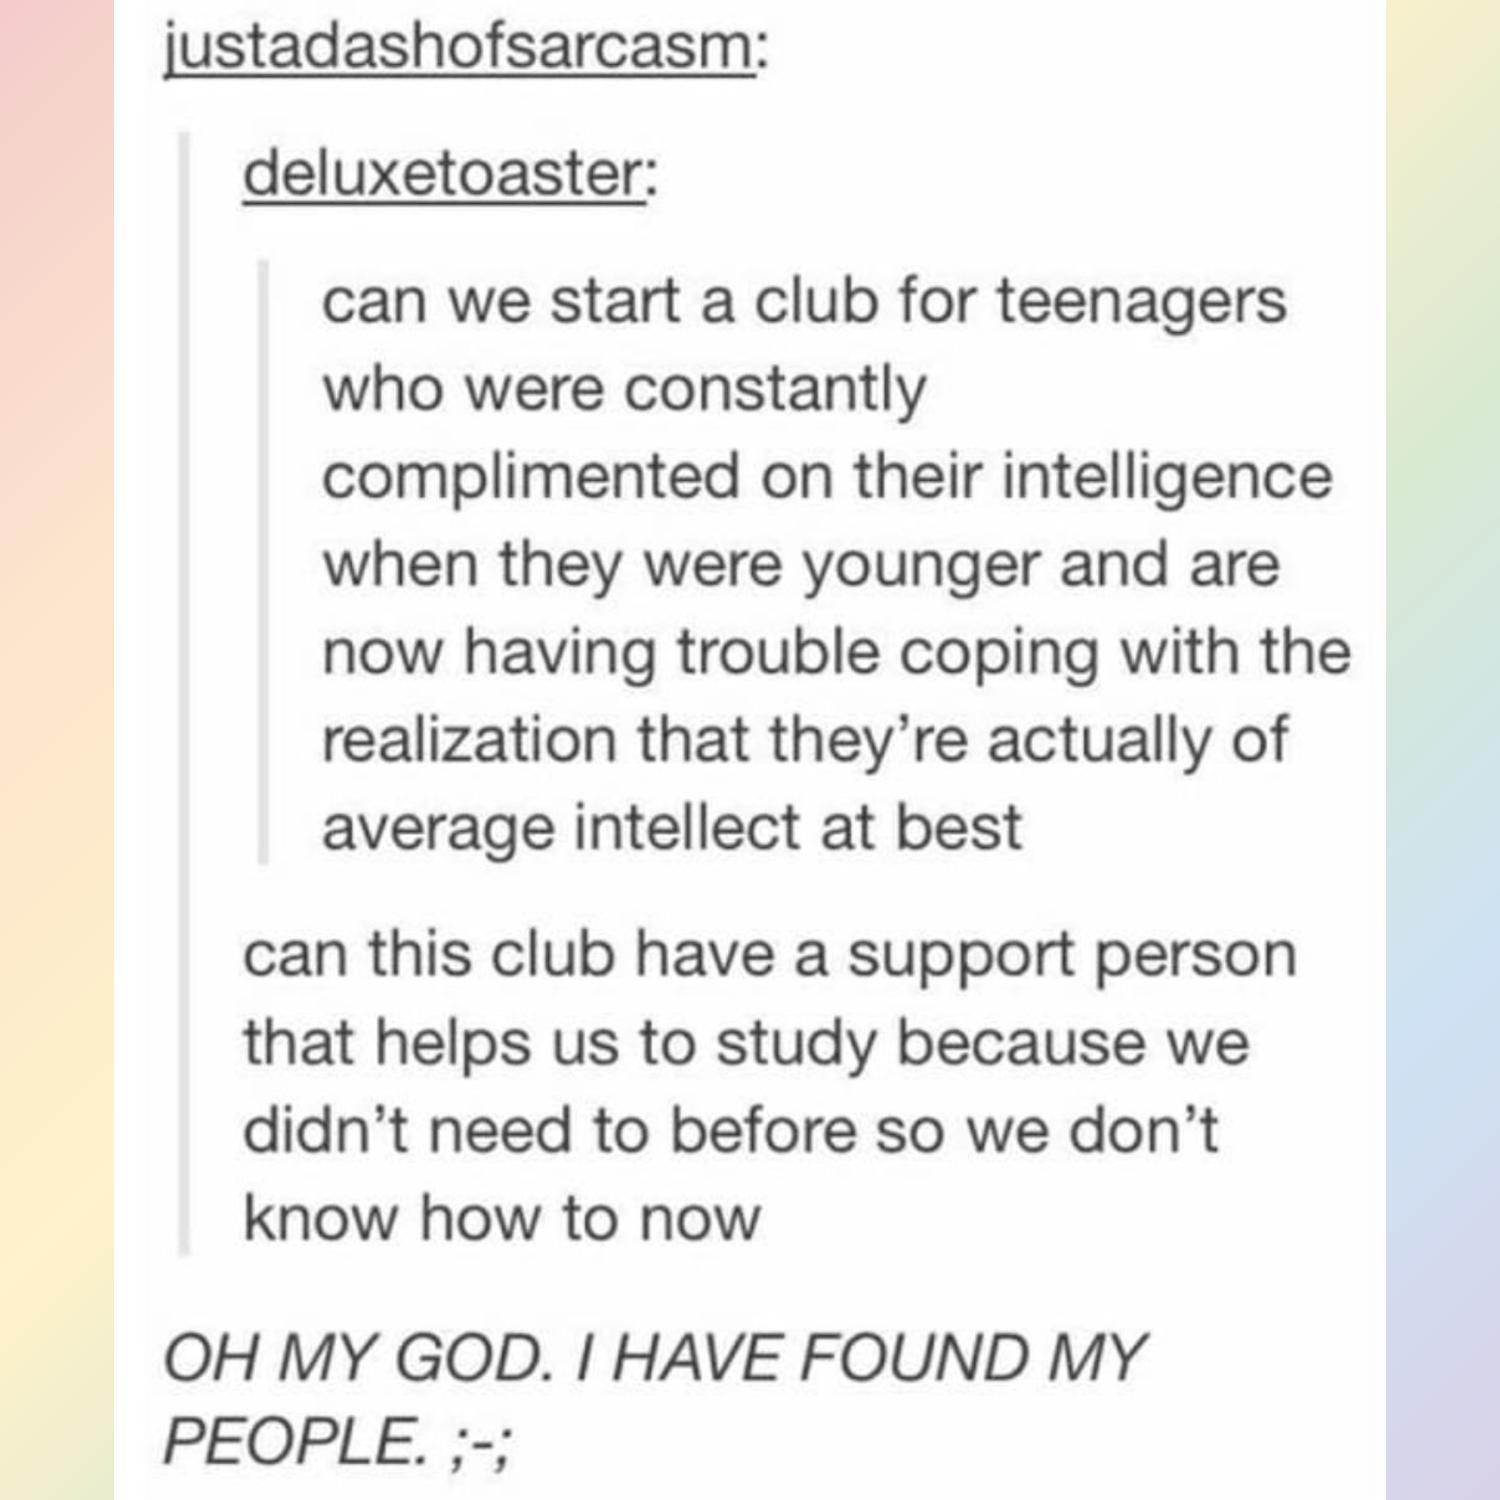 justadashofsarcasm:
deluxetoaster:
can we start a club for teenagers
who were constantly
complimented on their intelligence
when they were younger and are
now having trouble coping with the
realization that they’re actually of
average intellect at best
can this club have a support person
that helps us to study because we
didn’t need to before so we don’t
know how to now
OH MY GOD. I HAVE FOUND MY
PEOPLE. ;-;